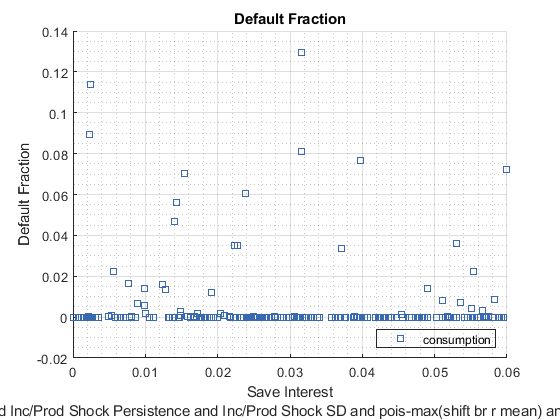 Default Fraction
0.14
0.12
0.1
0.08
0.06
0.04
0.02
0
-0.02
Default Fraction
consumption
0 0.01 0.02 0.03 0.04 0.05 0.06
Save Interest
d Inc/Prod Shock Persistence and Inc/Prod Shock SD and pois-max(shift br r mean) an